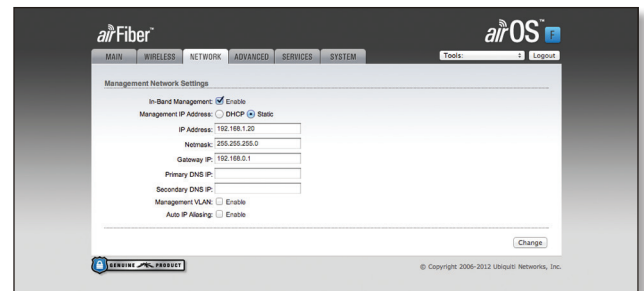 airFiber™
airOS™ F
MAIN WIRELESS NETWORK ADVANCED SERVICES SYSTEM Tools: Logout
Management Network Settings
In-Band Management: Enable
Management IP Address: DHCP Static
IP Address: 192.168.1.20
Netmask: 255.255.255.0
Gateway IP: 192.168.0.1
Primary DNS IP:
Secondary DNS IP:
Management VLAN: Enable
Auto IP Aliasing: Enable
Change
GENUINE PRODUCT
© Copyright 2006-2012 Ubiquiti Networks, Inc.